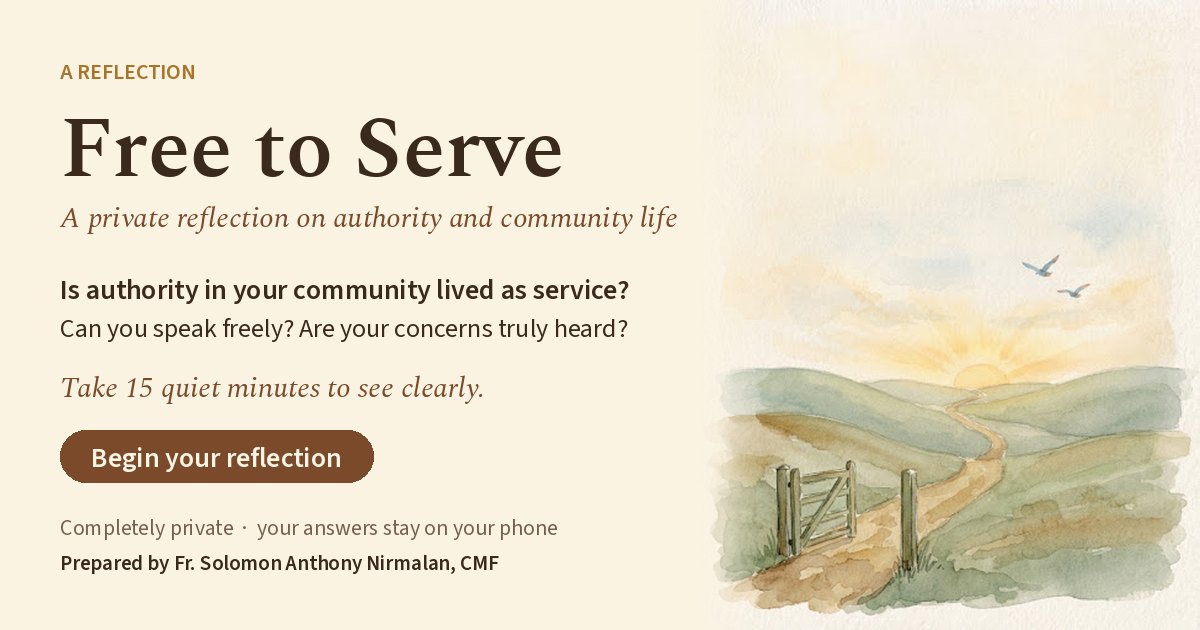 A REFLECTION
Free to Serve
A private reflection on authority and community life
Is authority in your community lived as service?
Can you speak freely? Are your concerns truly heard?
Take 15 quiet minutes to see clearly.
Begin your reflection
Completely private · your answers stay on your phone
Prepared by Fr. Solomon Anthony Nirmalan, CMF